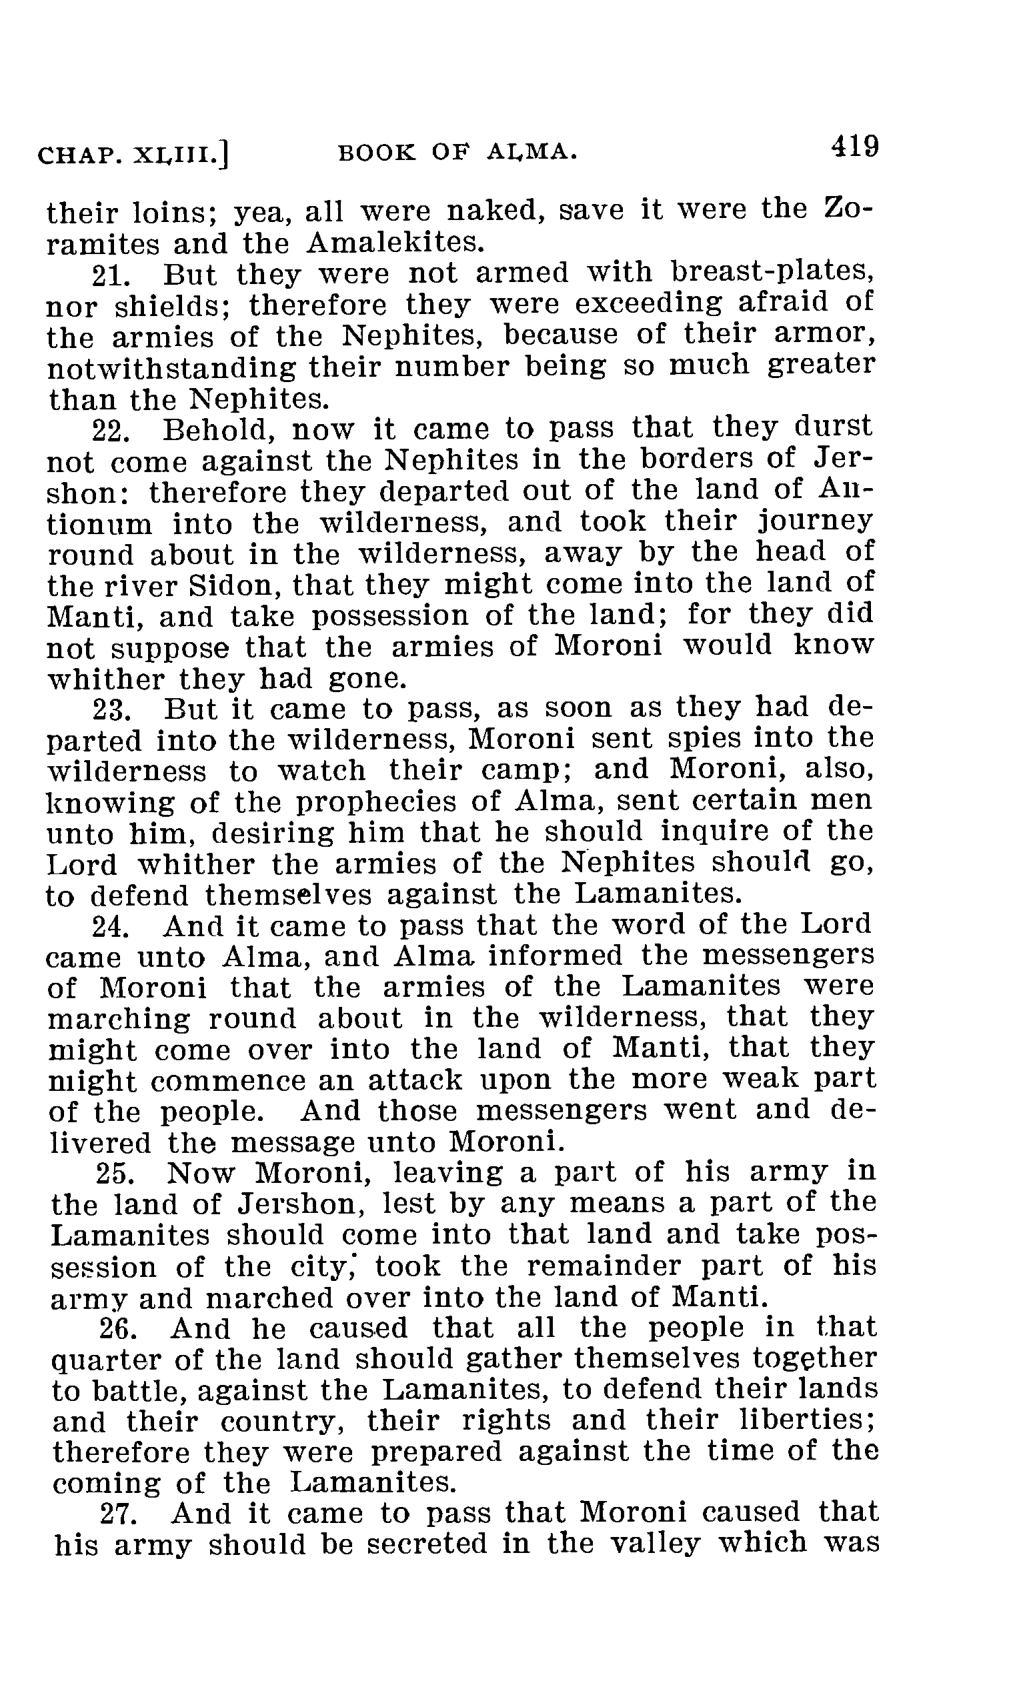 CHAP. XLIII.] BOOK OF ALMA. 419
their loins; yea, all were naked, save it were the Zo-
ramites and the Amalekites.
21. But they were not armed with breast-plates,
nor shields; therefore they were exceeding afraid of
the armies of the Nephites, because of their armor,
notwithstanding their number being so much greater
than the Nephites.
22. Behold, now it came to pass that they durst
not come against the Nephites in the borders of Jer-
shon: therefore they departed out of the land of An-
tionum into the wilderness, and took their journey
round about in the wilderness, away by the head of
the river Sidon, that they might come into the land of
Manti, and take possession of the land; for they did
not suppose that the armies of Moroni would know
whither they had gone.
23. But it came to pass, as soon as they had de-
parted into the wilderness, Moroni sent spies into the
wilderness to watch their camp; and Moroni, also,
knowing of the prophecies of Alma, sent certain men
unto him, desiring him that he should inquire of the
Lord whither the armies of the Nephites should go,
to defend themselves against the Lamanites.
24. And it came to pass that the word of the Lord
came unto Alma, and Alma informed the messengers
of Moroni that the armies of the Lamanites were
marching round about in the wilderness, that they
might come over into the land of Manti, that they
might commence an attack upon the more weak part
of the people. And those messengers went and de-
livered the message unto Moroni.
25. Now Moroni, leaving a part of his army in
the land of Jershon, lest by any means a part of the
Lamanites should come into that land and take pos-
session of the city; took the remainder part of his
army and marched over into the land of Manti.
26. And he caused that all the people in that
quarter of the land should gather themselves together
to battle, against the Lamanites, to defend their lands
and their country, their rights and their liberties;
therefore they were prepared against the time of the
coming of the Lamanites.
27. And it came to pass that Moroni caused that
his army should be secreted in the valley which was